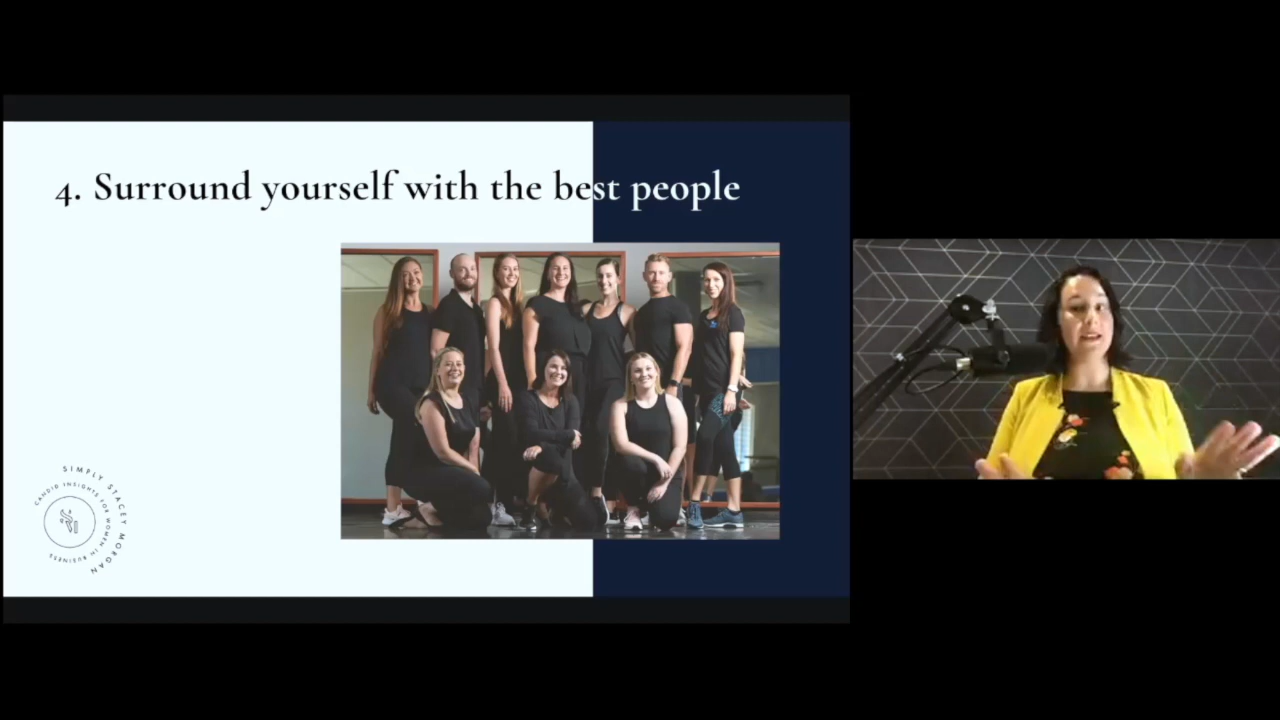 4. Surround yourself with the best people
SIMPLY STACEY MORGAN
CANDID INSIGHTS FOR WOMEN IN BUSINESS